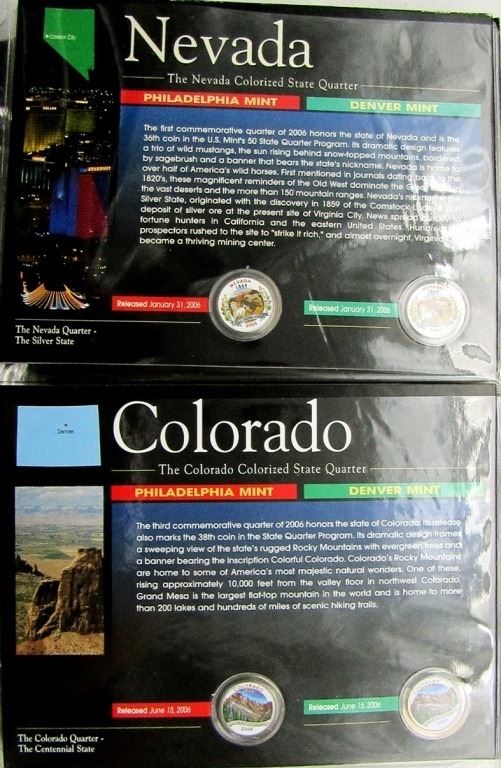 Carson City
Nevada
The Nevada Colorized State Quarter
PHILADELPHIA MINT
DENVER MINT
The first commemorative quarter of 2006 honors the state of Nevada and is the
36th coin in the U.S. Mint's 50 State Quarter Program. Its dramatic design features
a trio of wild mustangs, the sun rising behind snow-topped mountains, bordered
by sagebrush and a banner that bears the state's nickname. Nevada is home to
over half of America's wild horses. First mentioned in journals dating back to the
1820's, these magnificent reminders of the Old West dominate the
the vast deserts and the more than 150 mountain ranges. Nevada's nickname, the
Silver State, originated with the discovery in 1859 of the Comstock Lode, a rich
deposit of silver ore at the present site of Virginia City. News spread quickly to
fortune hunters in California and the eastern United States. Hundreds of
prospectors rushed to the site to "strike it rich," and almost overnight, Virginia
became a thriving mining center.
STARDUST
Released January 31, 2006
NEVADA
2006
Released January 31, 2006
NEVADA
The Nevada Quarter -
The Silver State
Denver
Colorado
The Colorado Colorized State Quarter
PHILADELPHIA MINT
DENVER MINT
The third commemorative quarter of 2006 honors the state of Colorado. Its release
also marks the 38th coin in the State Quarter Program. Its dramatic design frames
a sweeping view of the state's rugged Rocky Mountains with evergreen trees and
a banner bearing the inscription Colorful Colorado. Colorado's Rocky Mountains
are home to some of America's most majestic natural wonders. One of these,
rising approximately 10,000 feet from the valley floor in northwest Colorado,
Grand Mesa is the largest flat-top mountain in the world and is home to more
than 200 lakes and hundreds of miles of scenic hiking trails.
Released June 15, 2006
COLORADO
2006
Released June 15, 2006
COLORADO
The Colorado Quarter -
The Centennial State